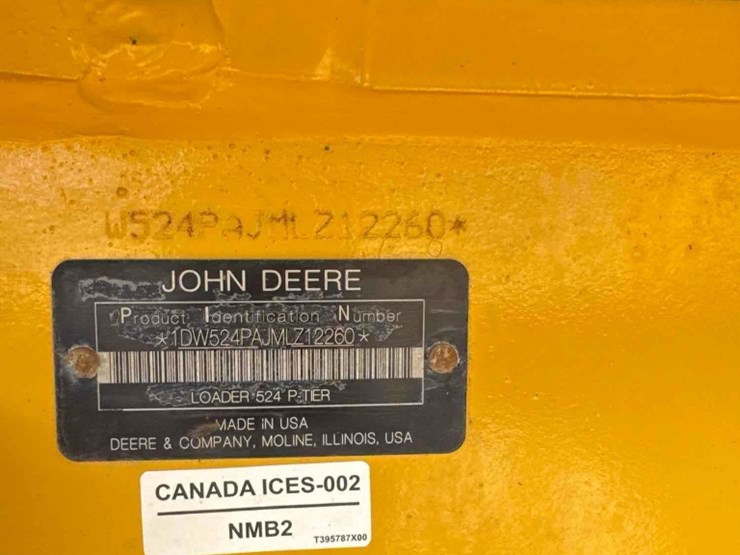 W524PAJMLZ12260*
JOHN DEERE
Product Identification Number
*1DW524PAJMLZ12260*
LOADER 524 P-TIER
MADE IN USA
DEERE & COMPANY, MOLINE, ILLINOIS, USA
CANADA ICES-002
NMB2
T395787X00